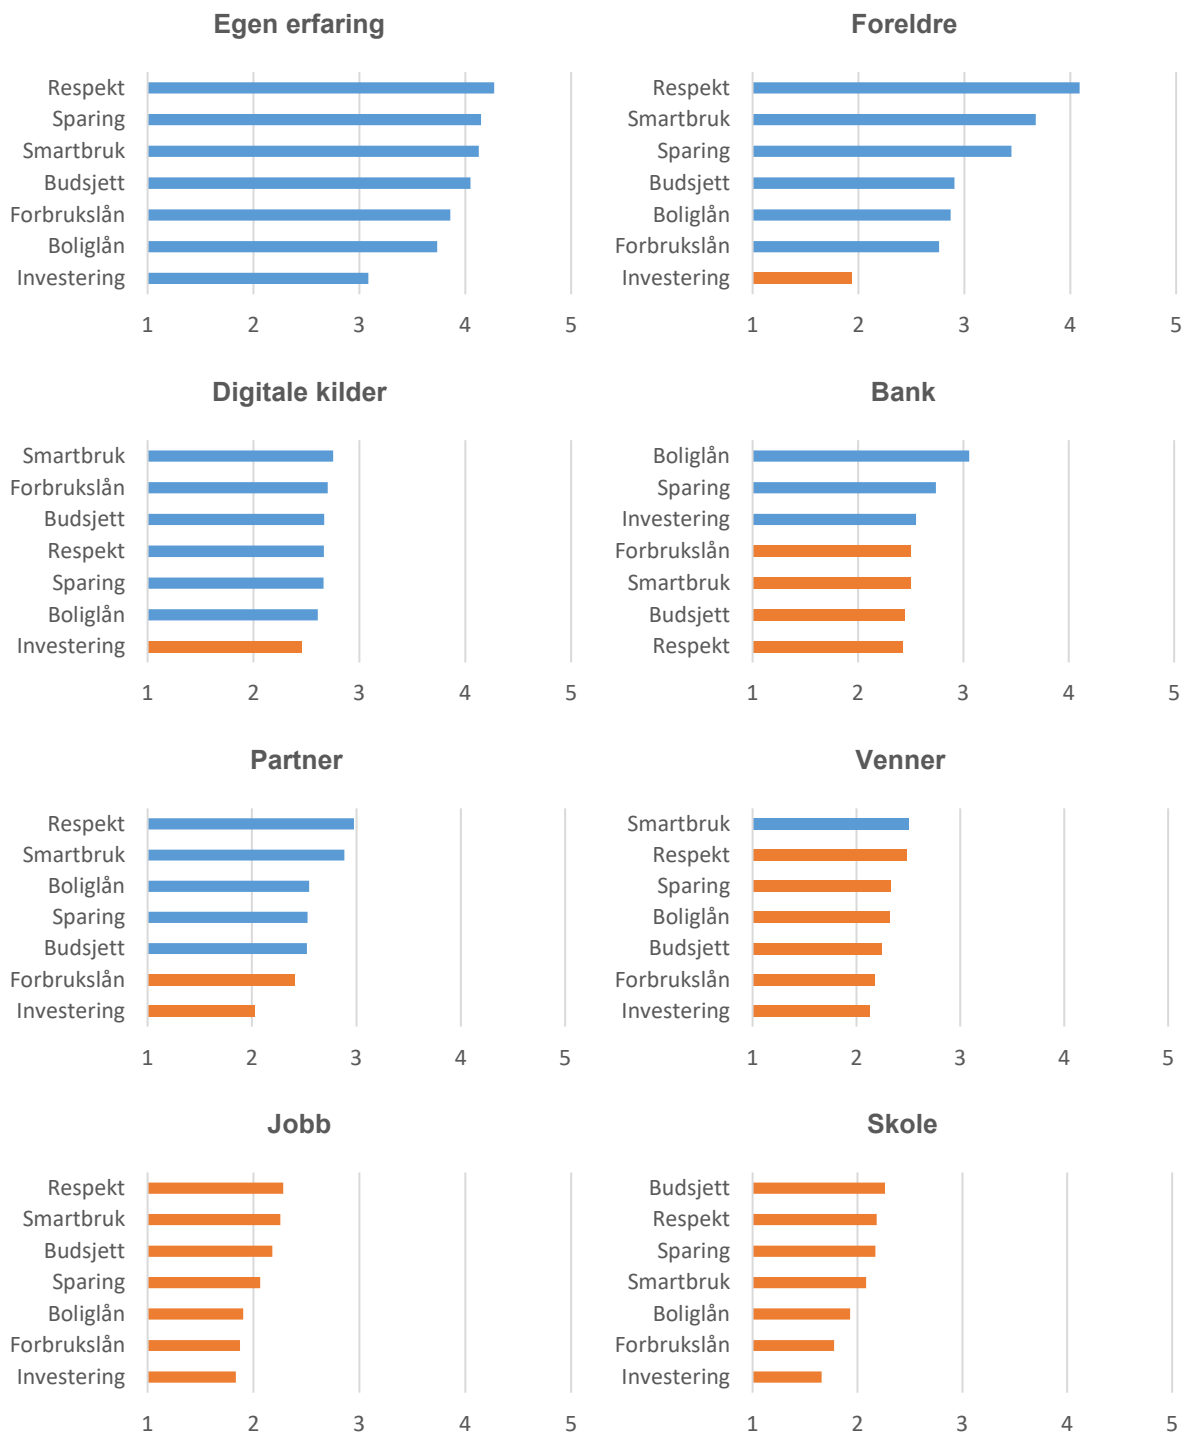 Egen erfaring
Respekt
Sparing
Smartbruk
Budsjett
Forbrukslån
Boliglån
Investering
1 2 3 4 5
Foreldre
Respekt
Smartbruk
Sparing
Budsjett
Boliglån
Forbrukslån
Investering
1 2 3 4 5
Digitale kilder
Smartbruk
Forbrukslån
Budsjett
Respekt
Sparing
Boliglån
Investering
1 2 3 4 5
Bank
Boliglån
Sparing
Investering
Forbrukslån
Smartbruk
Budsjett
Respekt
1 2 3 4 5
Partner
Respekt
Smartbruk
Boliglån
Sparing
Budsjett
Forbrukslån
Investering
1 2 3 4 5
Venner
Smartbruk
Respekt
Sparing
Boliglån
Budsjett
Forbrukslån
Investering
1 2 3 4 5
Jobb
Respekt
Smartbruk
Budsjett
Sparing
Boliglån
Forbrukslån
Investering
1 2 3 4 5
Skole
Budsjett
Respekt
Sparing
Smartbruk
Boliglån
Forbrukslån
Investering
1 2 3 4 5